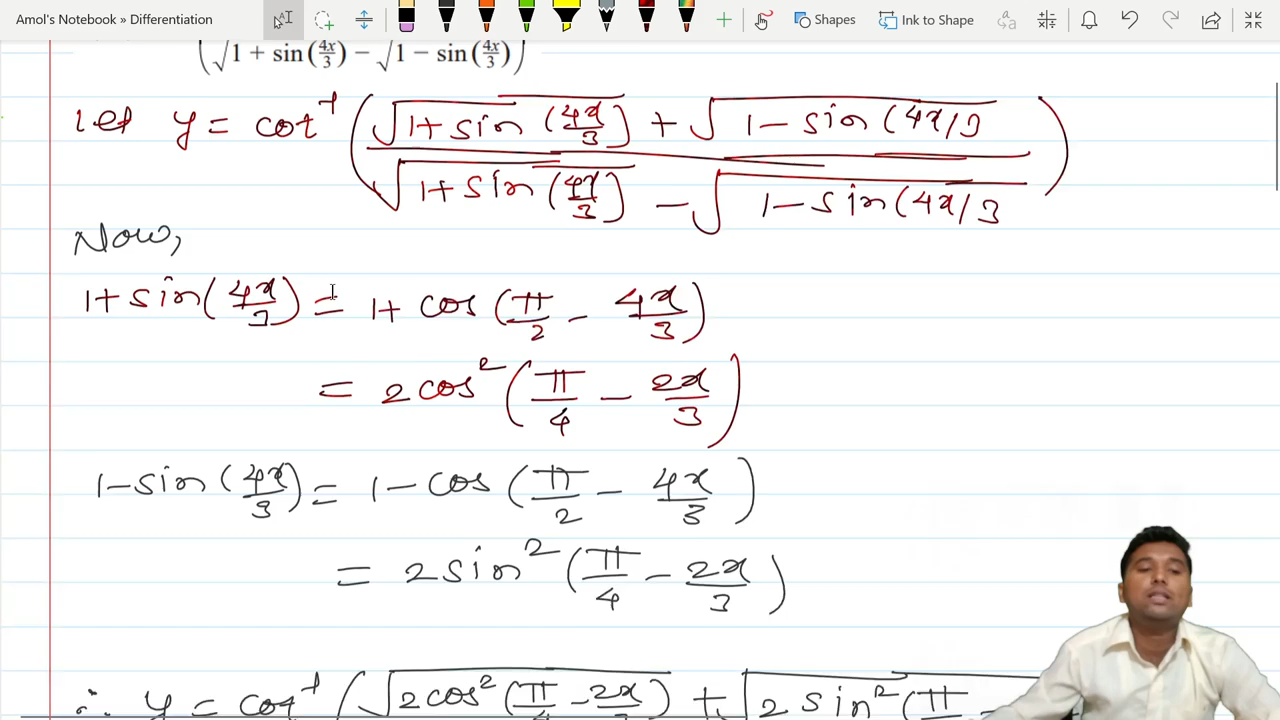 Amol's Notebook » Differentiation Shapes Ink to Shape
(√1 + sin(4x/3) − √1 − sin(4x/3))
Let y = cot⁻¹ (√1+sin(4x/3) + √1−sin(4x/3
√1+sin(4x/3) − √1−sin(4x/3)
Now,
1+sin(4x/3) = 1+ cos(π/2 − 4x/3)
= 2cos²(π/4 − 2x/3)
1−sin(4x/3) = 1−cos(π/2 − 4x/3)
= 2sin²(π/4 − 2x/3)
∴ y = cot⁻¹(√2cos²(π/4 − 2x/3) + √2sin²(π